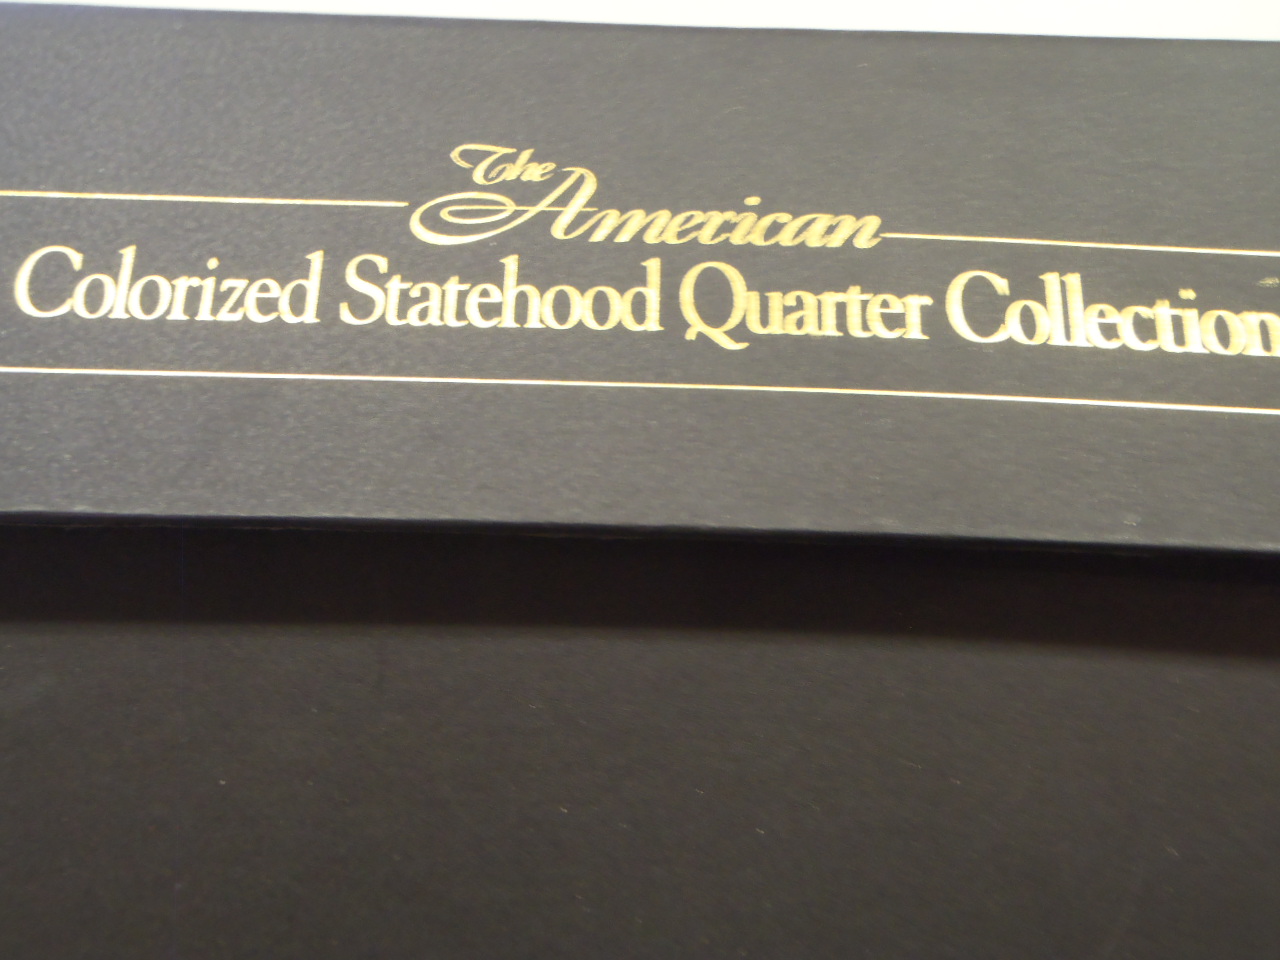 The
American
Colorized Statehood Quarter Collection